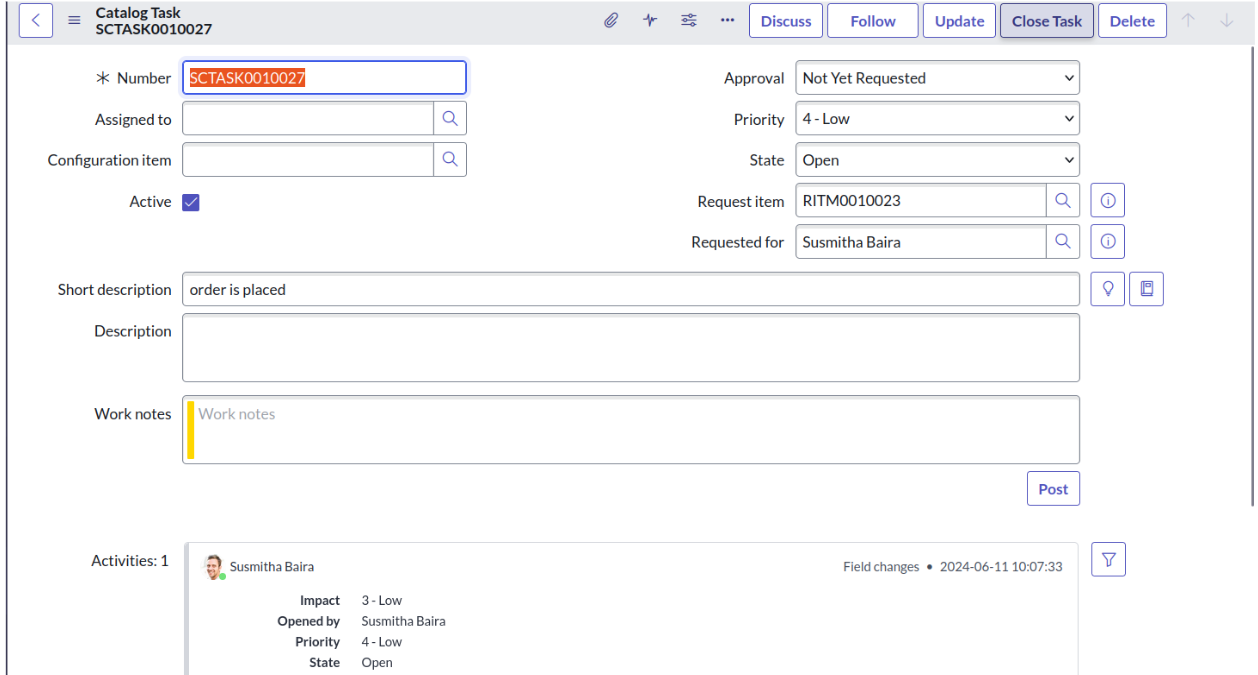 Catalog Task
SCTASK0010027
Discuss
Follow
Update
Close Task
Delete
Number SCTASK0010027
Approval Not Yet Requested
Assigned to
Priority 4 - Low
Configuration item
State Open
Active
Request item RITM0010023
Requested for Susmitha Baira
Short description order is placed
Description
Work notes Work notes
Post
Activities: 1
Susmitha Baira
Field changes • 2024-06-11 10:07:33
Impact 3 - Low
Opened by Susmitha Baira
Priority 4 - Low
State Open